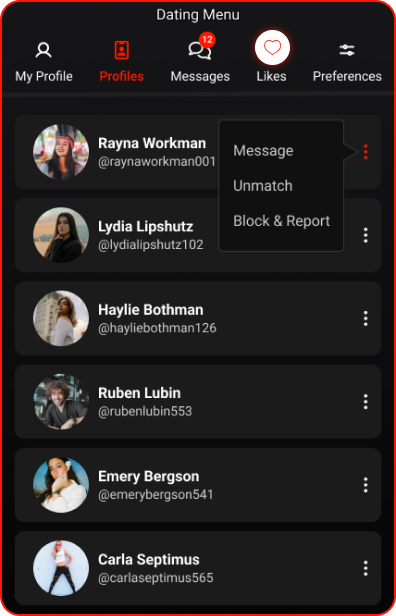 Dating Menu
12
My Profile
Profiles
Messages
Likes
Preferences
Rayna Workman
@raynaworkman001
Message
Unmatch
Block & Report
Lydia Lipshutz
@lydialipshutz102
Haylie Bothman
@hayliebothman126
Ruben Lubin
@rubenlubin553
Emery Bergson
@emerybergson541
Carla Septimus
@carlaseptimus565